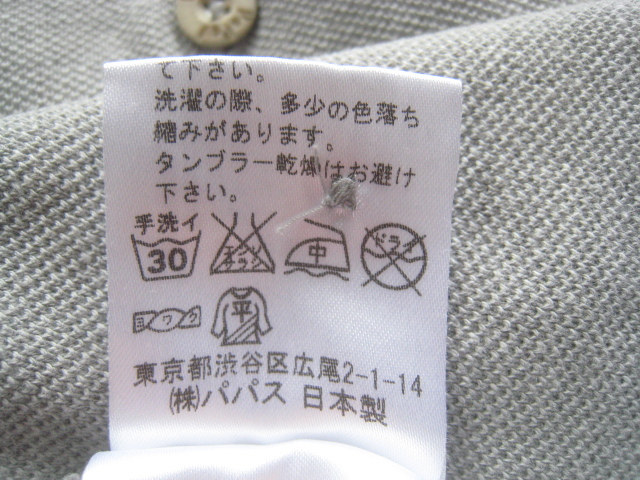 て下さい。
洗濯の際、多少の色落ち
縮みがあります。
タンブラー乾燥はお避け
下さい。
手洗イ
30 中 ドライ
ヨワク 平
東京都渋谷区広尾2-1-14
㈱パパス 日本製